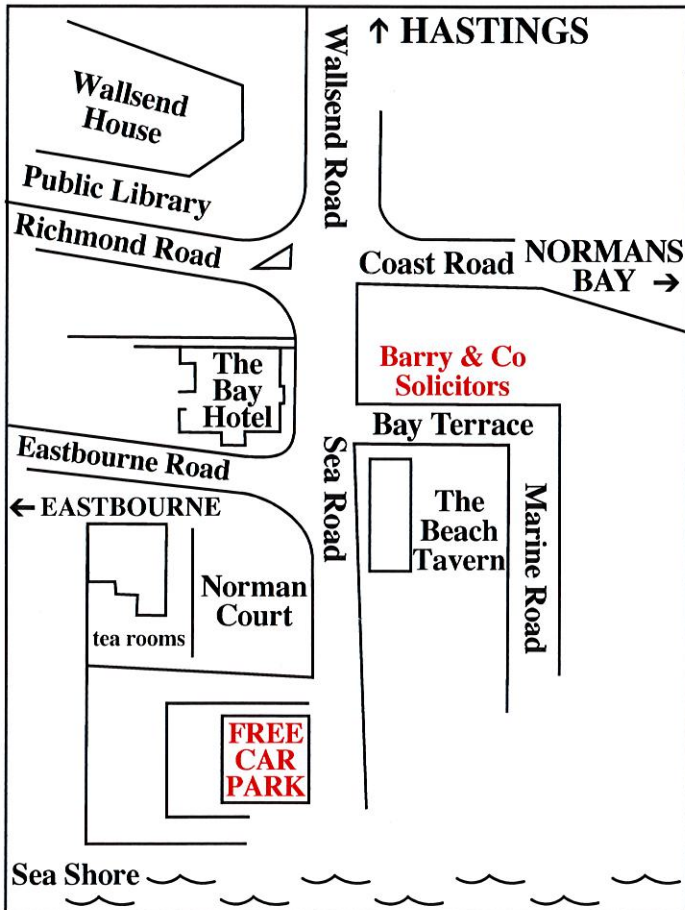 ↑ HASTINGS
Wallsend Road
Wallsend
House
Public Library
Richmond Road
Coast Road
NORMANS
BAY →
The
Bay
Hotel
Barry & Co
Solicitors
Bay Terrace
Eastbourne Road
← EASTBOURNE
Sea Road
The
Beach
Tavern
Marine Road
Norman
Court
tea rooms
FREE
CAR
PARK
Sea Shore